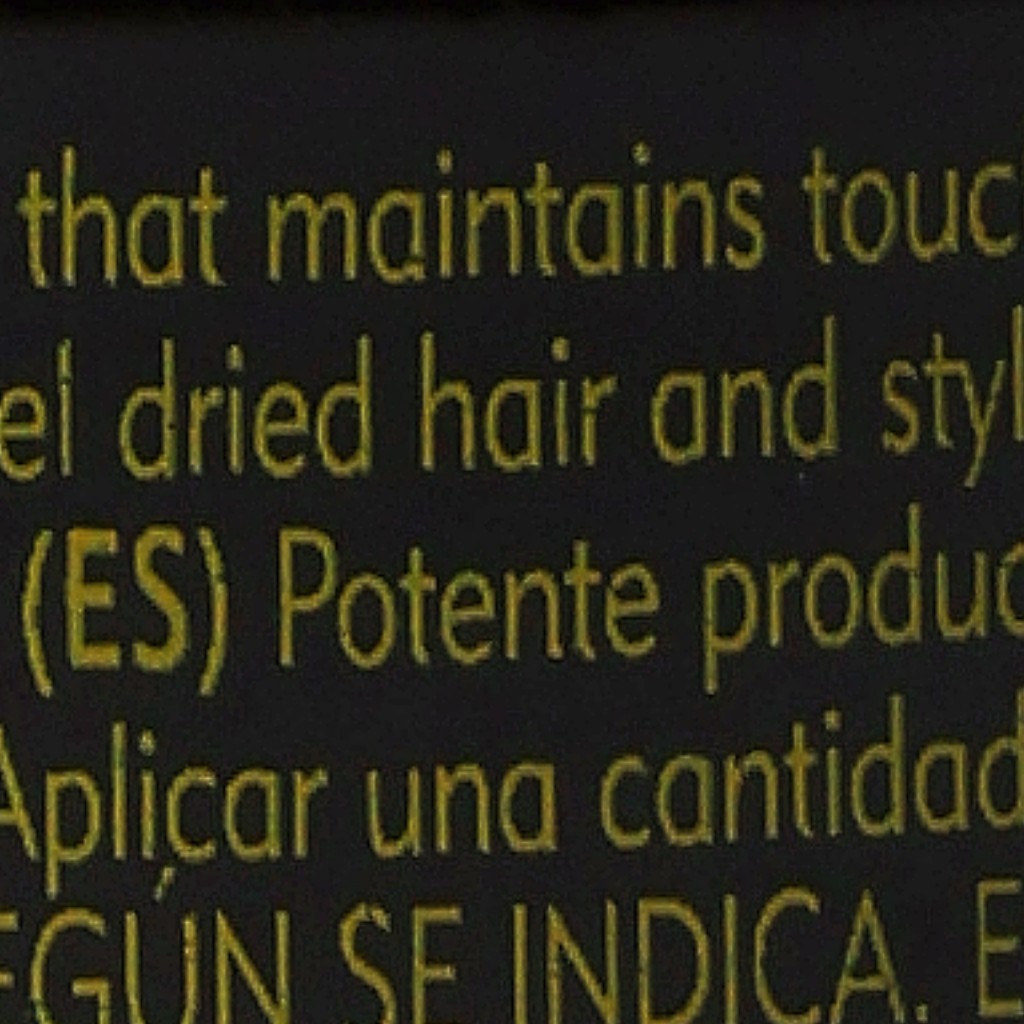 that maintains touc
el dried hair and styl
(ES) Potente produc
Aplicar una cantidad
EGÚN SE INDICA. E